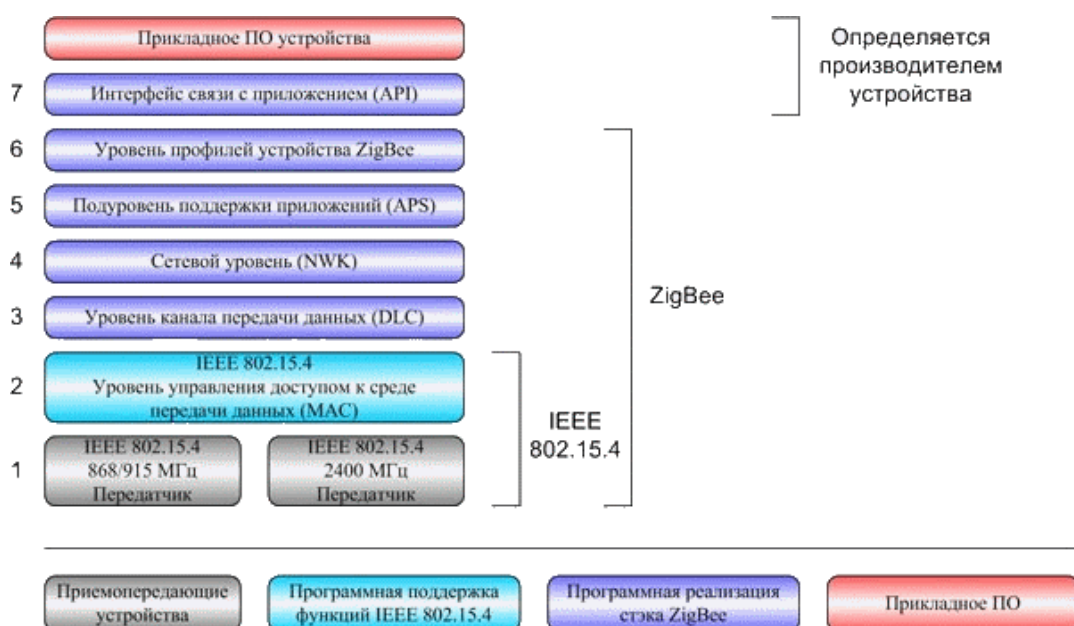 Прикладное ПО устройства
Определяется
производителем
устройства
7
Интерфейс связи с приложением (API)
6
Уровень профилей устройства ZigBee
5
Подуровень поддержки приложений (APS)
4
Сетевой уровень (NWK)
ZigBee
3
Уровень канала передачи данных (DLC)
2
IEEE 802.15.4
Уровень управления доступом к среде
передачи данных (MAC)
IEEE
802.15.4
1
IEEE 802.15.4
868/915 МГц
Передатчик
IEEE 802.15.4
2400 МГц
Передатчик
Приемопередающие
устройства
Программная поддержка
функций IEEE 802.15.4
Программная реализация
стэка ZigBee
Прикладное ПО